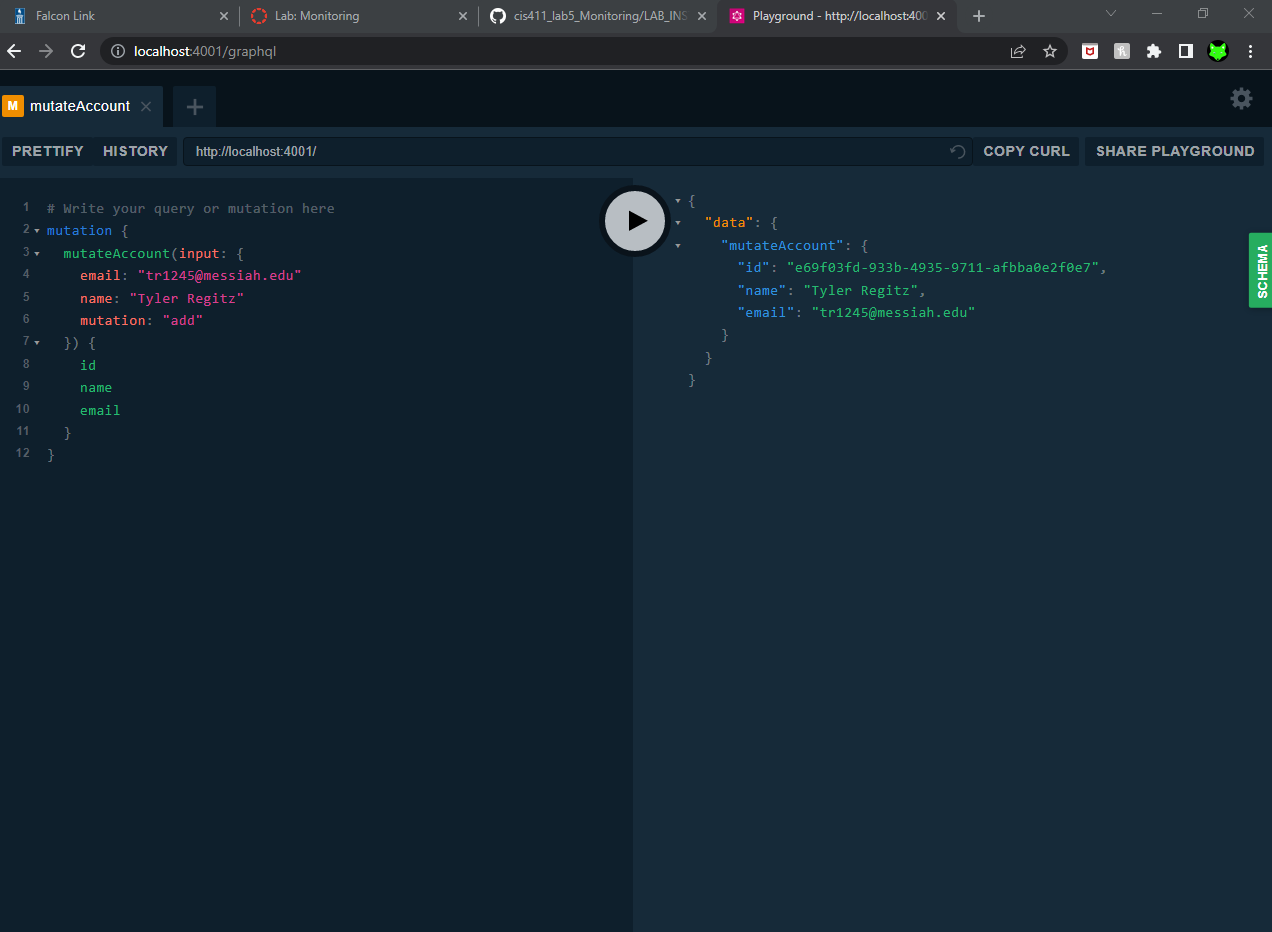 Falcon Link
Lab: Monitoring
cis411_lab5_Monitoring/LAB_INS
Playground - http://localhost:400
localhost:4001/graphql
M mutateAccount
PRETTIFY HISTORY http://localhost:4001/ COPY CURL SHARE PLAYGROUND
1 # Write your query or mutation here
2 mutation {
3 mutateAccount(input: {
4 email: "tr1245@messiah.edu"
5 name: "Tyler Regitz"
6 mutation: "add"
7 }) {
8 id
9 name
10 email
11 }
12 }
{
"data": {
"mutateAccount": {
"id": "e69f03fd-933b-4935-9711-afbba0e2f0e7",
"name": "Tyler Regitz",
"email": "tr1245@messiah.edu"
}
}
}
SCHEMA